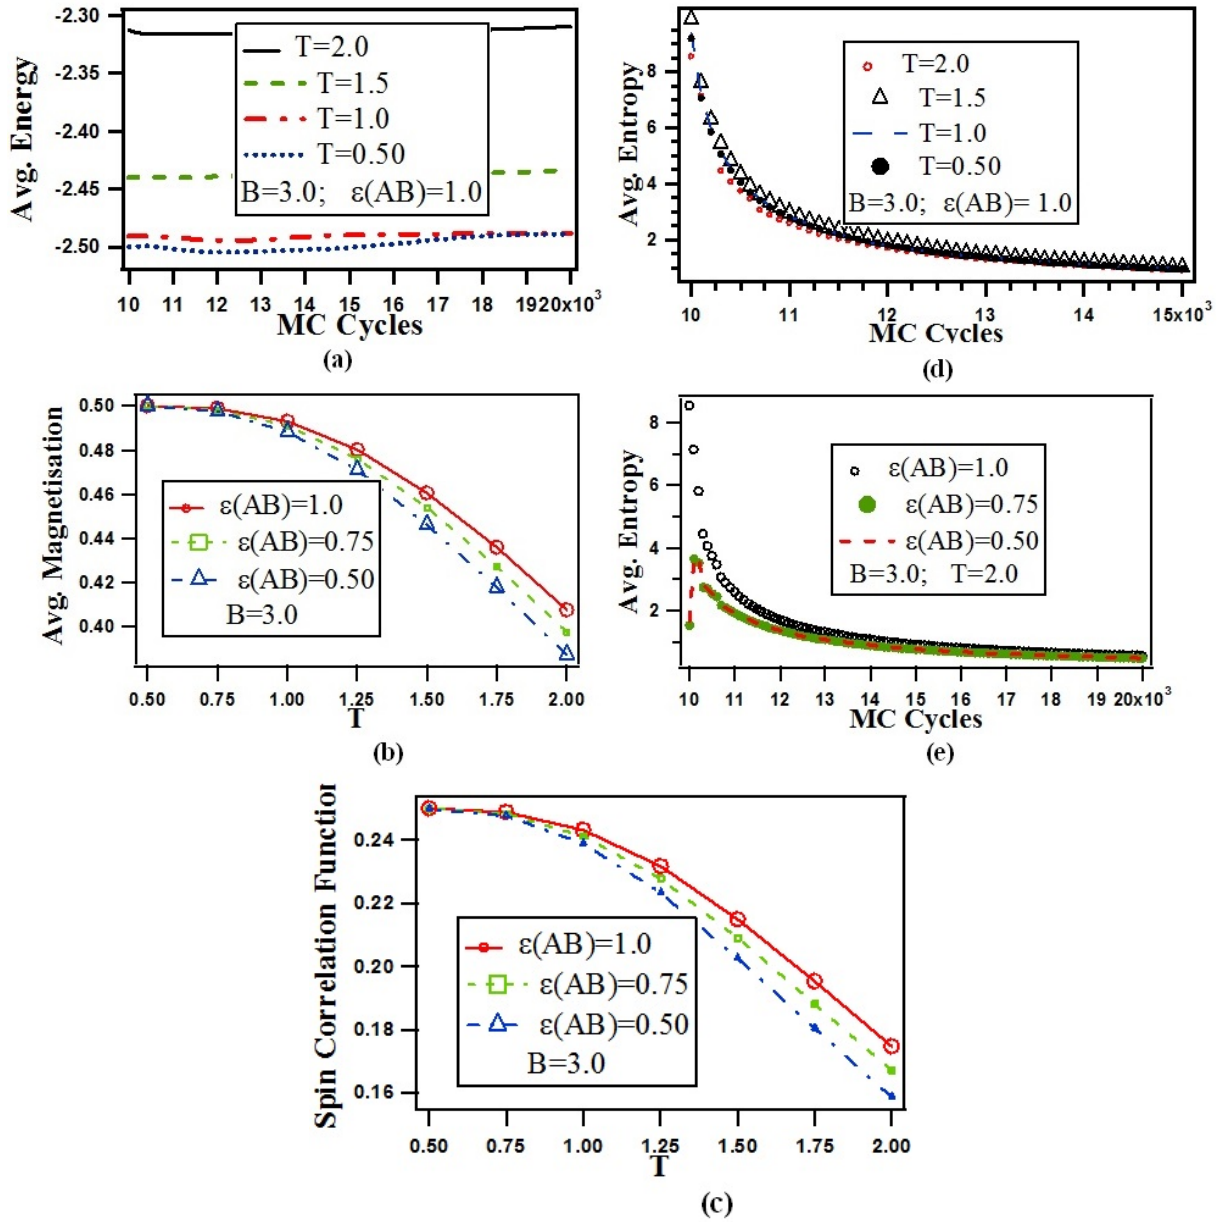 Avg. Energy
-2.30
-2.35
-2.40
-2.45
-2.50
T=2.0
T=1.5
T=1.0
T=0.50
B=3.0; ε(AB)=1.0
10 11 12 13 14 15 16 17 18 1920x10³
MC Cycles
(a)
Avg. Entropy
8
6
4
2
T=2.0
T=1.5
T=1.0
T=0.50
B=3.0; ε(AB)= 1.0
10 11 12 13 14 15x10³
MC Cycles
(d)
Avg. Magnetisation
0.50
0.48
0.46
0.44
0.42
0.40
ε(AB)=1.0
ε(AB)=0.75
ε(AB)=0.50
B=3.0
0.50 0.75 1.00 1.25 1.50 1.75 2.00
T
(b)
Avg. Entropy
8
6
4
2
ε(AB)=1.0
ε(AB)=0.75
ε(AB)=0.50
B=3.0; T=2.0
10 11 12 13 14 15 16 17 18 19 20x10³
MC Cycles
(e)
Spin Correlation Function
0.24
0.22
0.20
0.18
0.16
ε(AB)=1.0
ε(AB)=0.75
ε(AB)=0.50
B=3.0
0.50 0.75 1.00 1.25 1.50 1.75 2.00
T
(c)